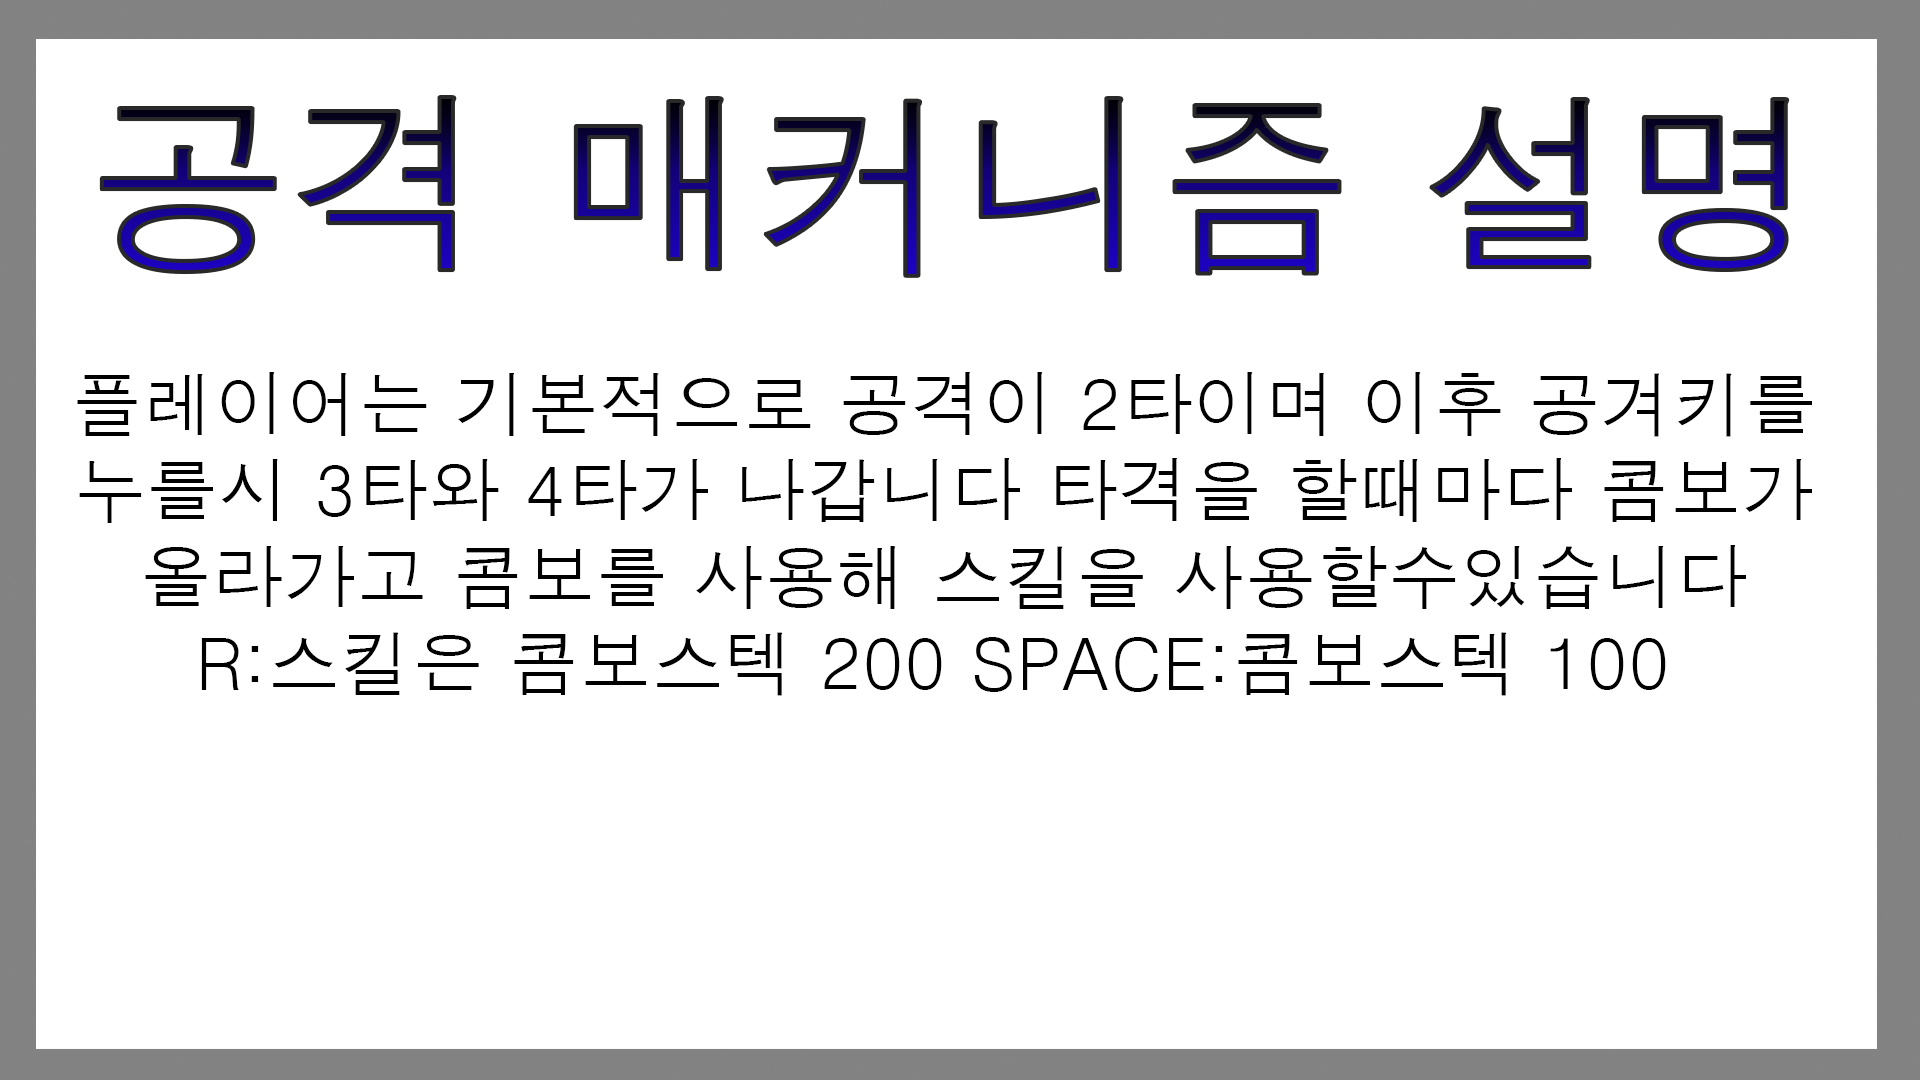 공격 매커니즘 설명
플레이어는 기본적으로 공격이 2타이며 이후 공겨키를
누를시 3타와 4타가 나갑니다 타격을 할때마다 콤보가
올라가고 콤보를 사용해 스킬을 사용할수있습니다
R:스킬은 콤보스텍 200 SPACE:콤보스텍 100